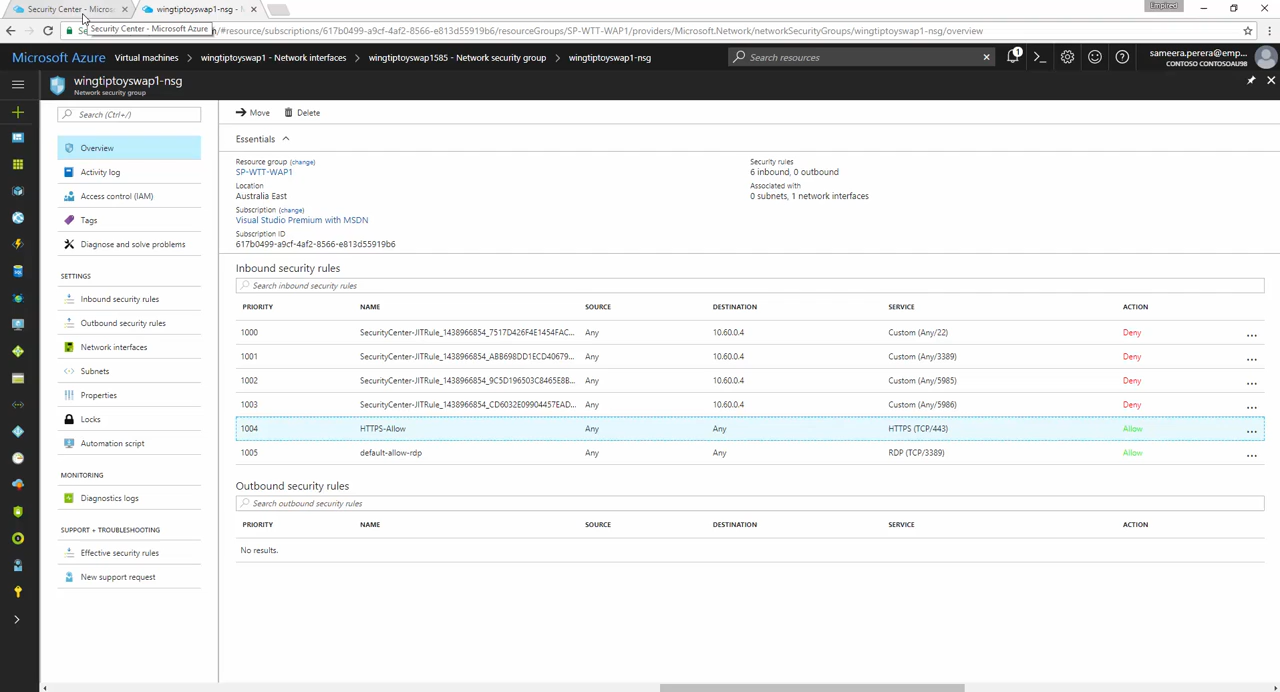 Security Center - Micros
wingtiptoyswap1-nsg -
Empired
Security Center - Microsoft Azure
#resource/subscriptions/617b0499-a9cf-4af2-8566-e813d55919b6/resourceGroups/SP-WTT-WAP1/providers/Microsoft.Network/networkSecurityGroups/wingtiptoyswap1-nsg/overview
Microsoft Azure
Virtual machines > wingtiptoyswap1 - Network interfaces > wingtiptoyswap1585 - Network security group > wingtiptoyswap1-nsg
Search resources
1
sameera.perera@emp...
CONTOSO CONTOSOAU98
wingtiptoyswap1-nsg
Network security group
Search (Ctrl+/)
Overview
Activity log
Access control (IAM)
Tags
Diagnose and solve problems
SETTINGS
Inbound security rules
Outbound security rules
Network interfaces
Subnets
Properties
Locks
Automation script
MONITORING
Diagnostics logs
SUPPORT + TROUBLESHOOTING
Effective security rules
New support request
Move
Delete
Essentials
Resource group (change)
SP-WTT-WAP1
Location
Australia East
Subscription (change)
Visual Studio Premium with MSDN
Subscription ID
617b0499-a9cf-4af2-8566-e813d55919b6
Security rules
6 inbound, 0 outbound
Associated with
0 subnets, 1 network interfaces
Inbound security rules
Search inbound security rules
PRIORITY NAME SOURCE DESTINATION SERVICE ACTION
1000 SecurityCenter-JITRule_1438966854_7517D426F4E1454FAC... Any 10.60.0.4 Custom (Any/22) Deny ...
1001 SecurityCenter-JITRule_1438966854_ABB698DD1ECD40679... Any 10.60.0.4 Custom (Any/3389) Deny ...
1002 SecurityCenter-JITRule_1438966854_9C5D196503C8465E8B... Any 10.60.0.4 Custom (Any/5985) Deny ...
1003 SecurityCenter-JITRule_1438966854_CD6032E09904457EAD... Any 10.60.0.4 Custom (Any/5986) Deny ...
1004 HTTPS-Allow Any Any HTTPS (TCP/443) Allow ...
1005 default-allow-rdp Any Any RDP (TCP/3389) Allow ...
Outbound security rules
Search outbound security rules
PRIORITY NAME SOURCE DESTINATION SERVICE ACTION
No results.